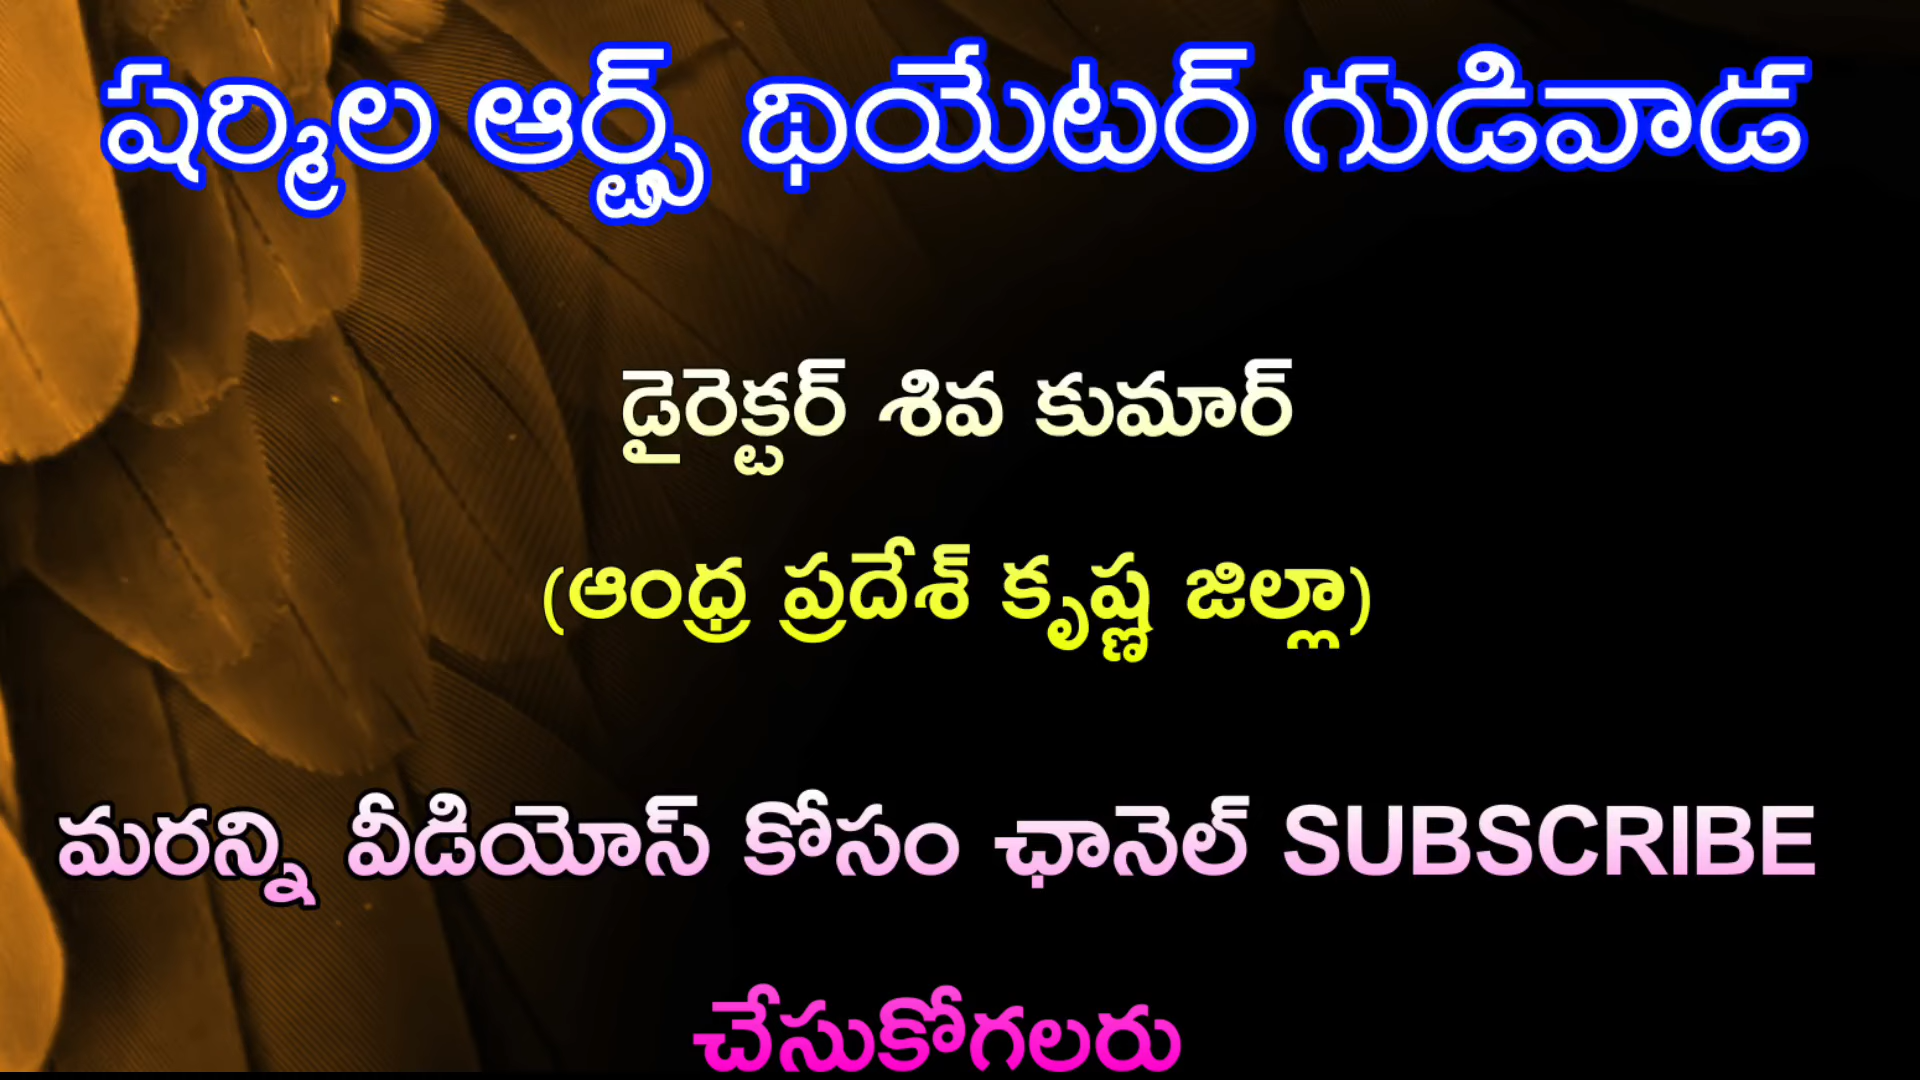 షర్మిల ఆర్ట్స్ థియేటర్ గుడివాడ
డైరెక్టర్ శివ కుమార్
(ఆంధ్ర ప్రదేశ్ కృష్ణ జిల్లా)
మరన్ని వీడియోస్ కోసం ఛానెల్ SUBSCRIBE
చేసుకోగలరు